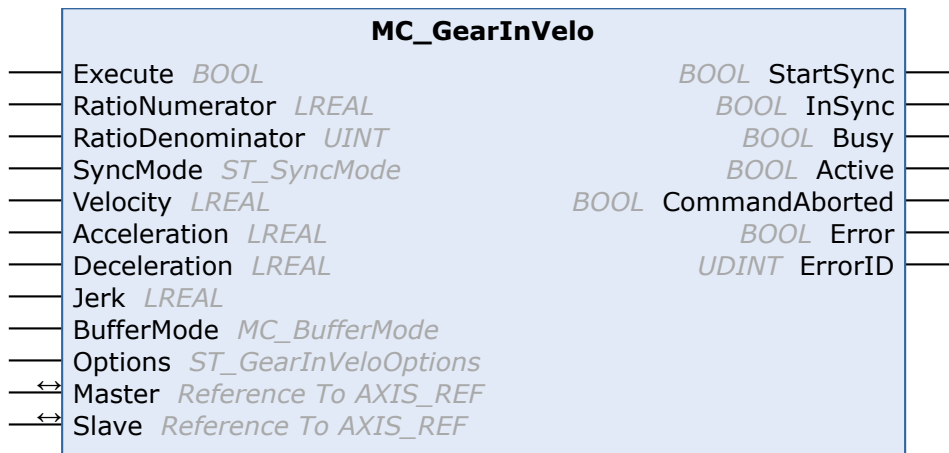 MC_GearInVelo
Execute BOOL BOOL StartSync
RatioNumerator LREAL BOOL InSync
RatioDenominator UINT BOOL Busy
SyncMode ST_SyncMode BOOL Active
Velocity LREAL BOOL CommandAborted
Acceleration LREAL BOOL Error
Deceleration LREAL UDINT ErrorID
Jerk LREAL
BufferMode MC_BufferMode
Options ST_GearInVeloOptions
↔ Master Reference To AXIS_REF
↔ Slave Reference To AXIS_REF